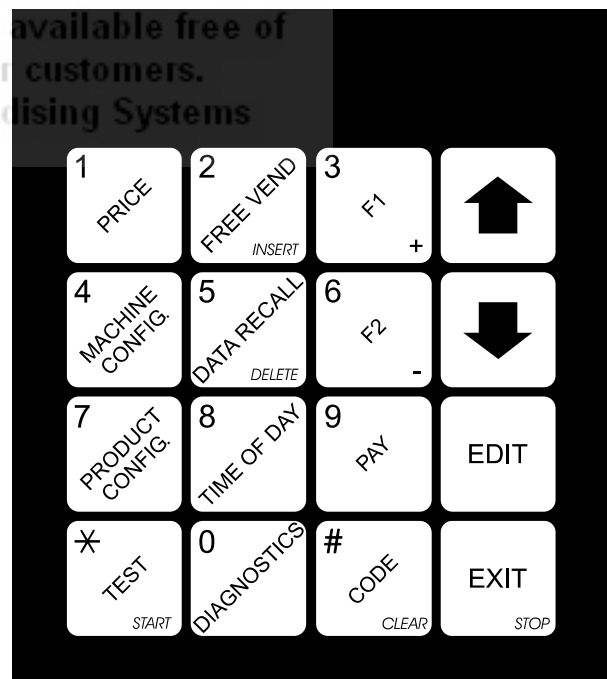 available free of
r customers.
dising Systems
1 PRICE
2 FREE VEND INSERT
3 F1 +
4 MACHINE CONFIG.
5 DATA RECALL DELETE
6 F2 -
7 PRODUCT CONFIG.
8 TIME OF DAY
9 PAY
EDIT
* TEST START
0 DIAGNOSTICS
# CODE CLEAR
EXIT STOP